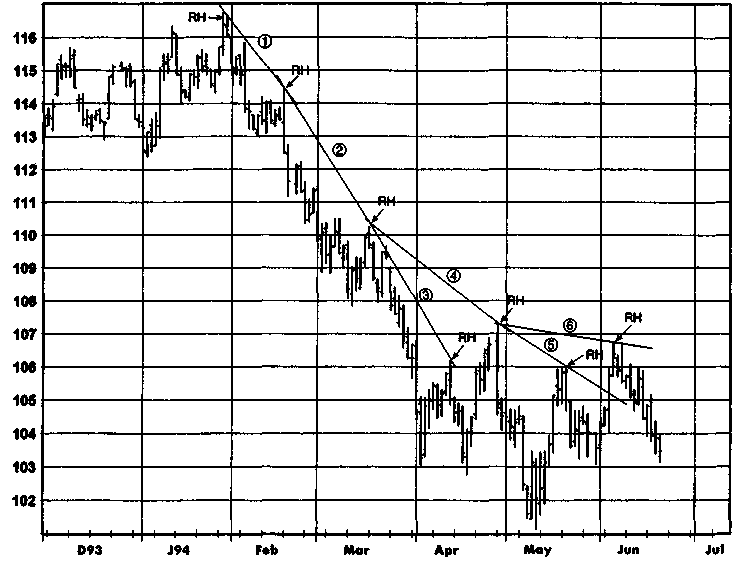 RH
116
①
115
RH
114
113
②
112
111
RH
110
109
④
108
③
RH
107
⑥
RH
RH
⑤
RH
106
105
104
103
102
D93 J94 Feb Mar Apr May Jun Jul